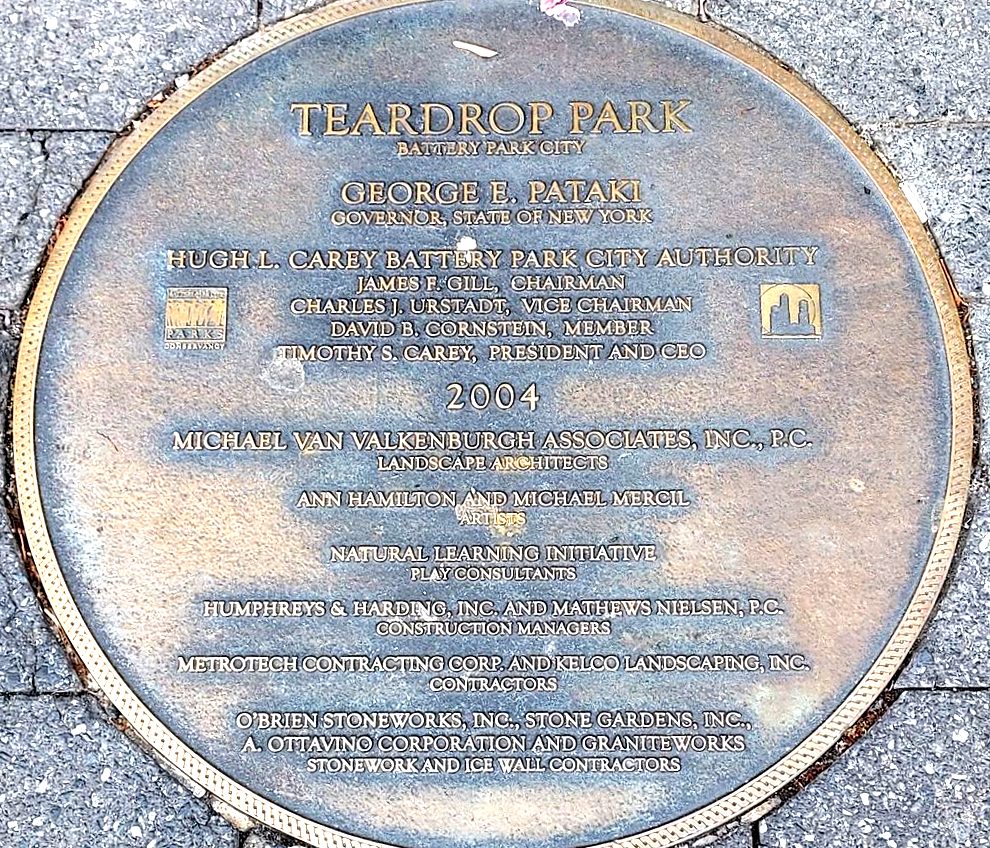 TEARDROP PARK
BATTERY PARK CITY
GEORGE E. PATAKI
GOVERNOR, STATE OF NEW YORK
HUGH L. CAREY BATTERY PARK CITY AUTHORITY
JAMES F. GILL, CHAIRMAN
CHARLES J. URSTADT, VICE CHAIRMAN
DAVID B. CORNSTEIN, MEMBER
TIMOTHY S. CAREY, PRESIDENT AND CEO
PARKS
CONSERVANCY
2004
MICHAEL VAN VALKENBURGH ASSOCIATES, INC., P.C.
LANDSCAPE ARCHITECTS
ANN HAMILTON AND MICHAEL MERCIL
ARTISTS
NATURAL LEARNING INITIATIVE
PLAY CONSULTANTS
HUMPHREYS & HARDING, INC. AND MATHEWS NIELSEN, P.C.
CONSTRUCTION MANAGERS
METROTECH CONTRACTING CORP. AND KELCO LANDSCAPING, INC.
CONTRACTORS
O'BRIEN STONEWORKS, INC., STONE GARDENS, INC.,
A. OTTAVINO CORPORATION AND GRANITEWORKS
STONEWORK AND ICE WALL CONTRACTORS